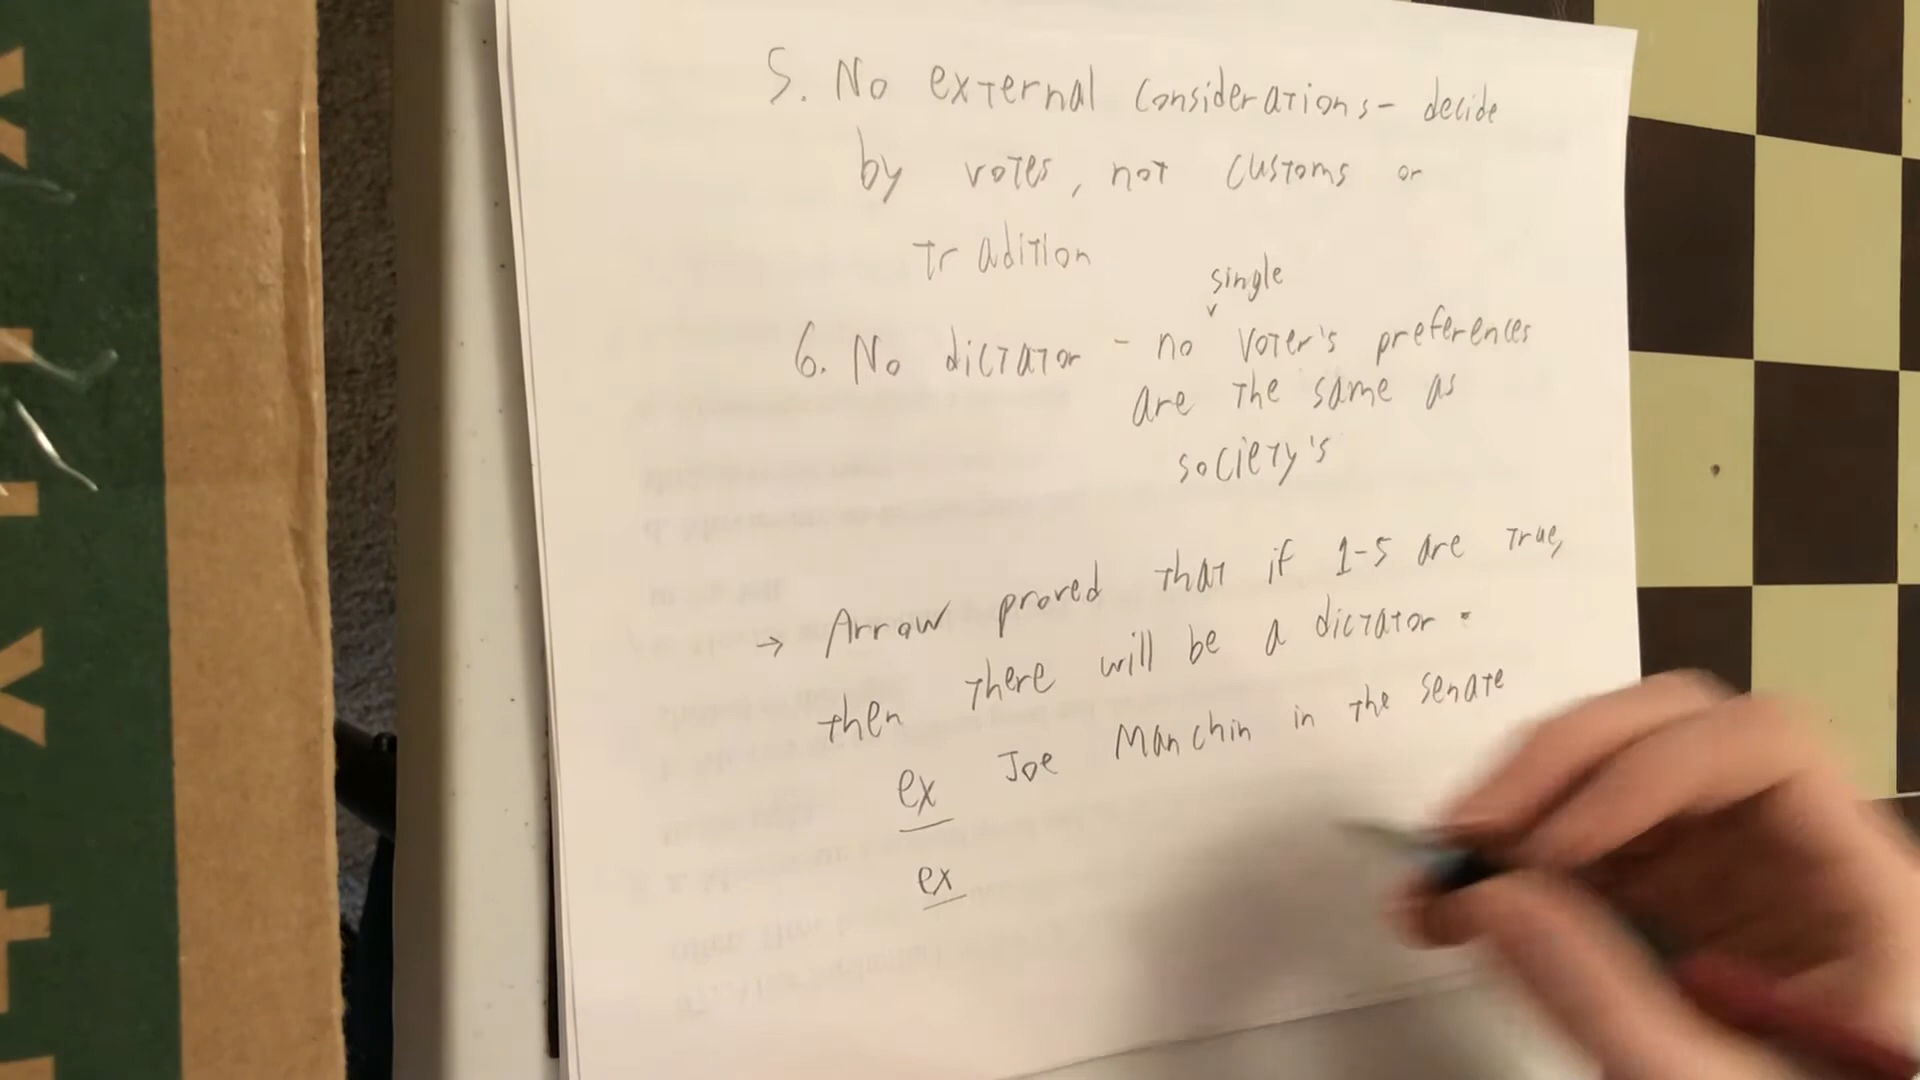 5. No external considerations - decide
by votes, not customs or
tradition
single
6. No dictator - no voter's preferences
are the same as
society's
→ Arrow proved that if 1-5 are true,
then there will be a dictator.
ex Joe Manchin in the senate
ex